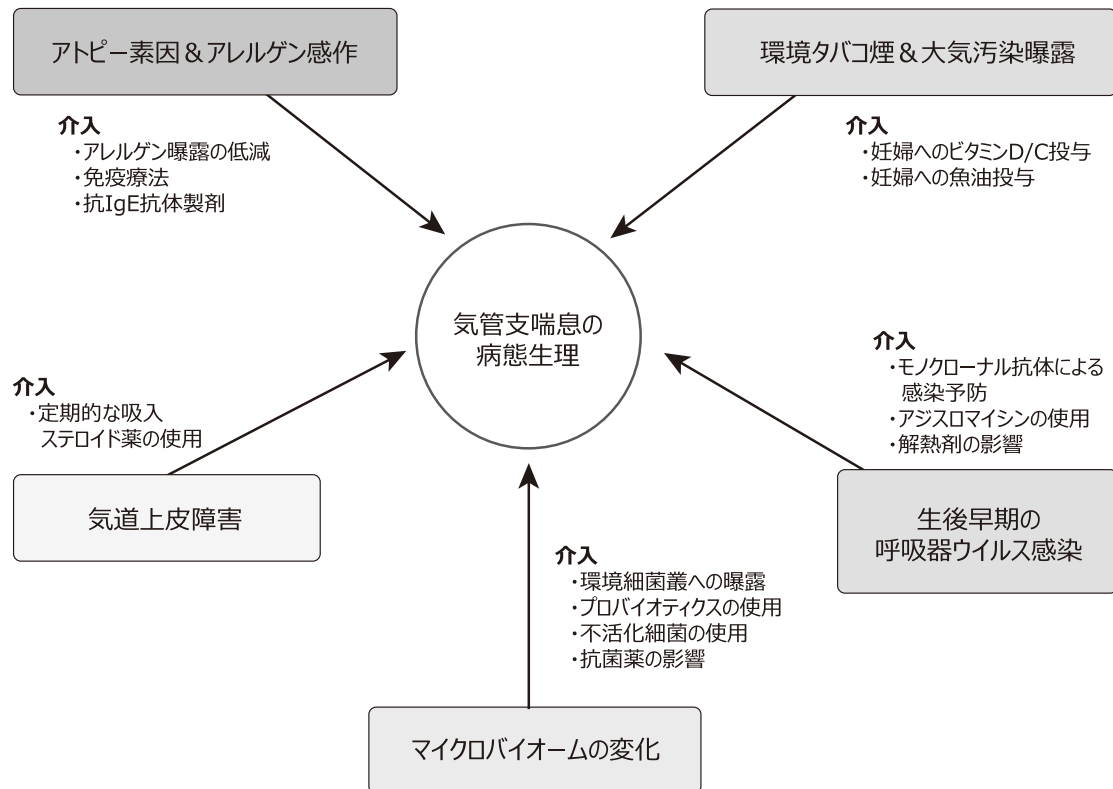 アトピー素因＆アレルゲン感作
介入
・アレルゲン曝露の低減
・免疫療法
・抗IgE抗体製剤
環境タバコ煙＆大気汚染曝露
介入
・妊婦へのビタミンD/C投与
・妊婦への魚油投与
気管支喘息の
病態生理
介入
・定期的な吸入
ステロイド薬の使用
気道上皮障害
介入
・モノクローナル抗体による
感染予防
・アジスロマイシンの使用
・解熱剤の影響
生後早期の
呼吸器ウイルス感染
介入
・環境細菌叢への曝露
・プロバイオティクスの使用
・不活化細菌の使用
・抗菌薬の影響
マイクロバイオームの変化